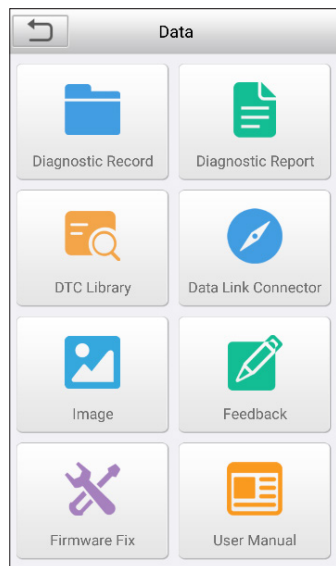 Data
Diagnostic Record
Diagnostic Report
DTC Library
Data Link Connector
Image
Feedback
Firmware Fix
User Manual